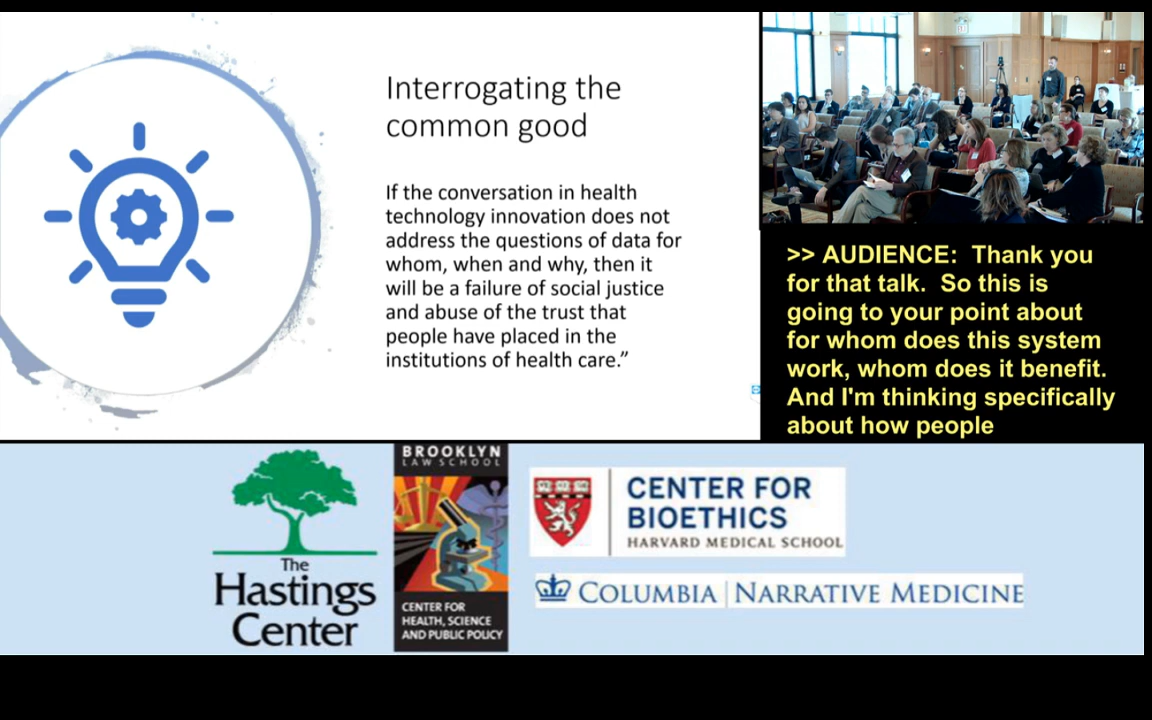 Interrogating the
common good
If the conversation in health
technology innovation does not
address the questions of data for
whom, when and why, then it
will be a failure of social justice
and abuse of the trust that
people have placed in the
institutions of health care.”
>> AUDIENCE:  Thank you
for that talk.  So this is
going to your point about
for whom does this system
work, whom does it benefit.
And I'm thinking specifically
about how people
The
Hastings
Center
BROOKLYN
LAW SCHOOL
CENTER FOR
HEALTH, SCIENCE
AND PUBLIC POLICY
CENTER FOR
BIOETHICS
HARVARD MEDICAL SCHOOL
COLUMBIA | NARRATIVE MEDICINE